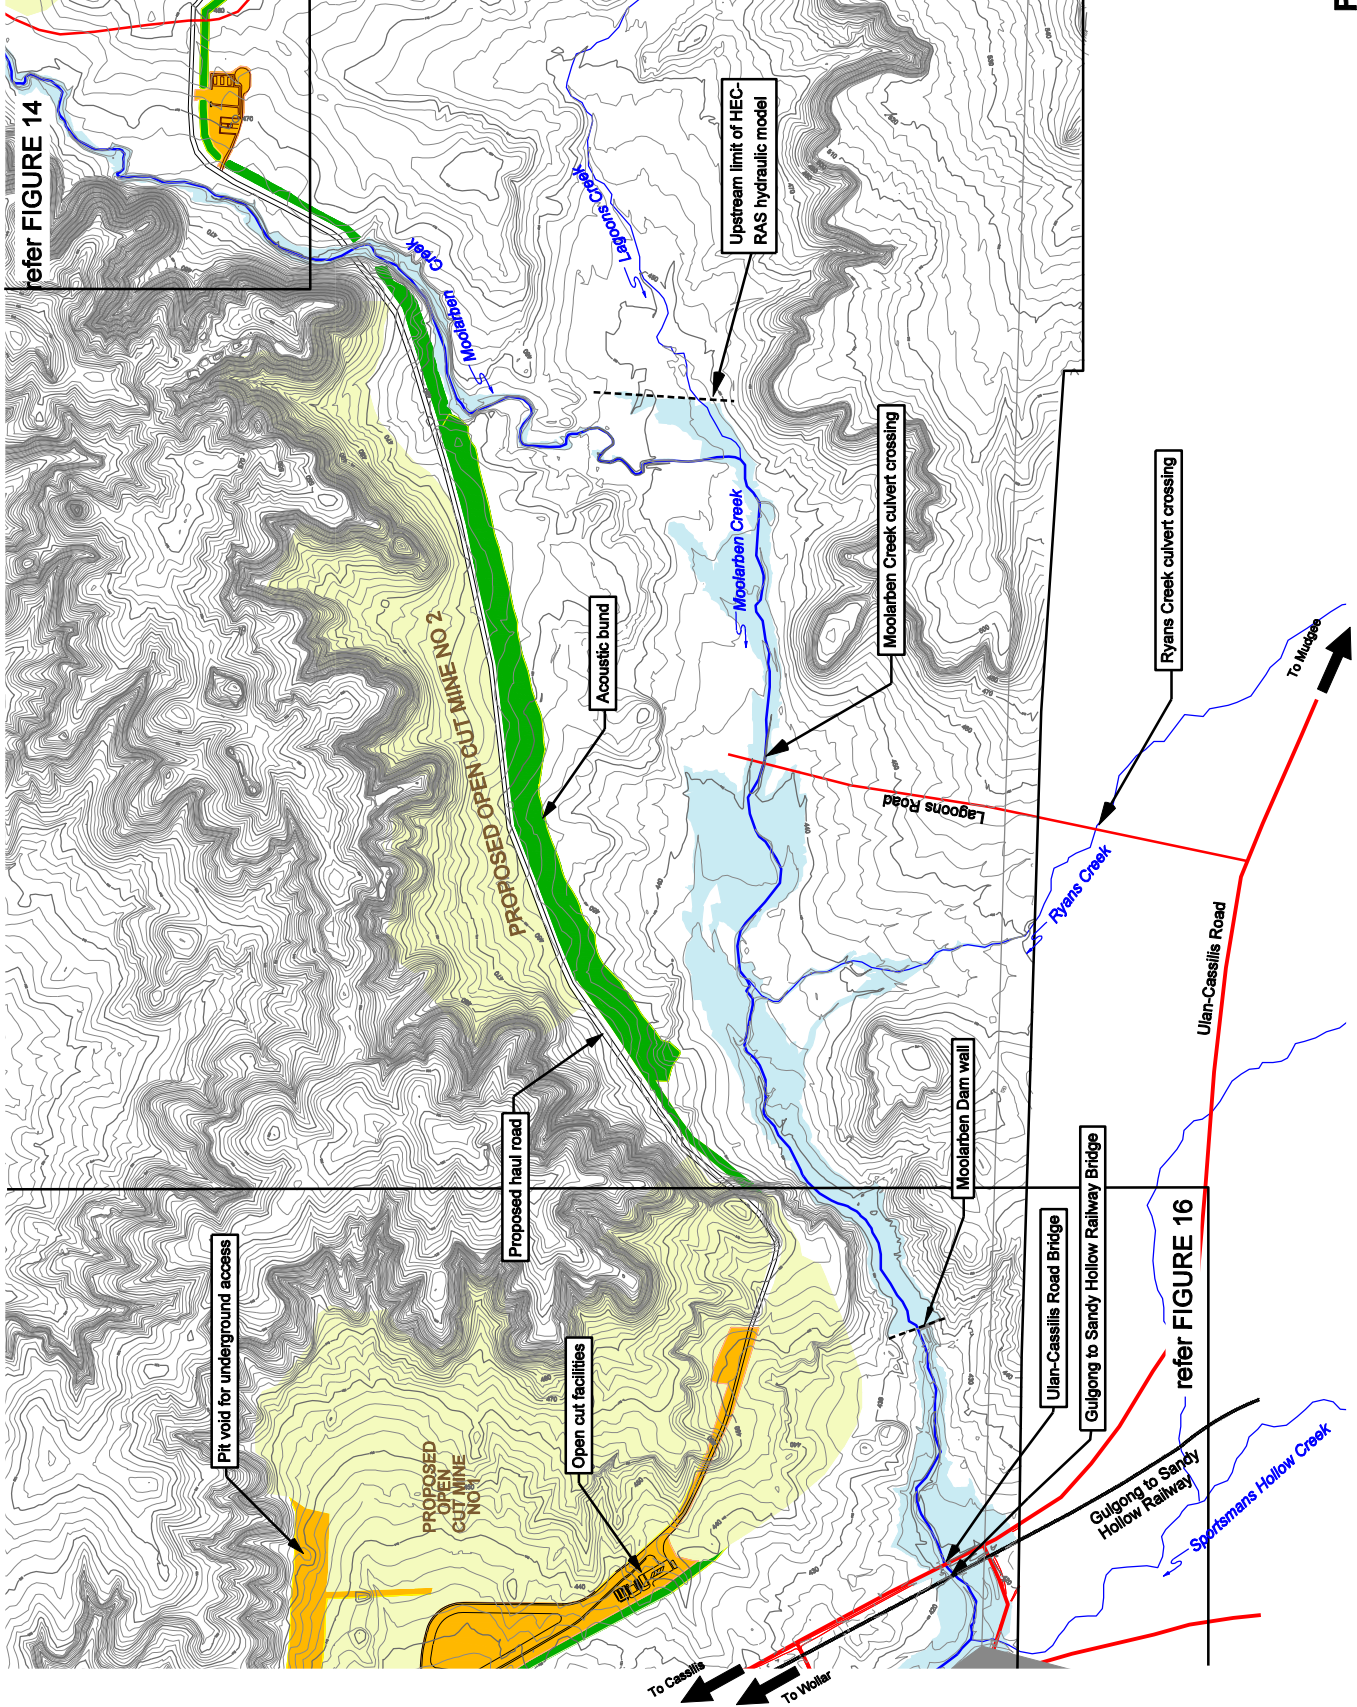 refer FIGURE 14
Moolarben
Creek
Lagoons Creek
Upstream limit of HEC-
RAS hydraulic model
Moolarben Creek
Moolarben Creek culvert crossing
Ryans Creek culvert crossing
To Mudgee
Acoustic bund
PROPOSED OPEN CUT MINE NO 2
Lagoons Road
Ryans Creek
Ulan-Cassilis Road
Proposed haul road
Moolarben Dam wall
Ulan-Cassilis Road Bridge
Gulgong to Sandy Hollow Railway Bridge
refer FIGURE 16
Pit void for underground access
Open cut facilities
PROPOSED
OPEN
CUT MINE
NO 1
Gulgong to Sandy
Hollow Railway
Sportsmans Hollow Creek
To Cassilis
To Wollar